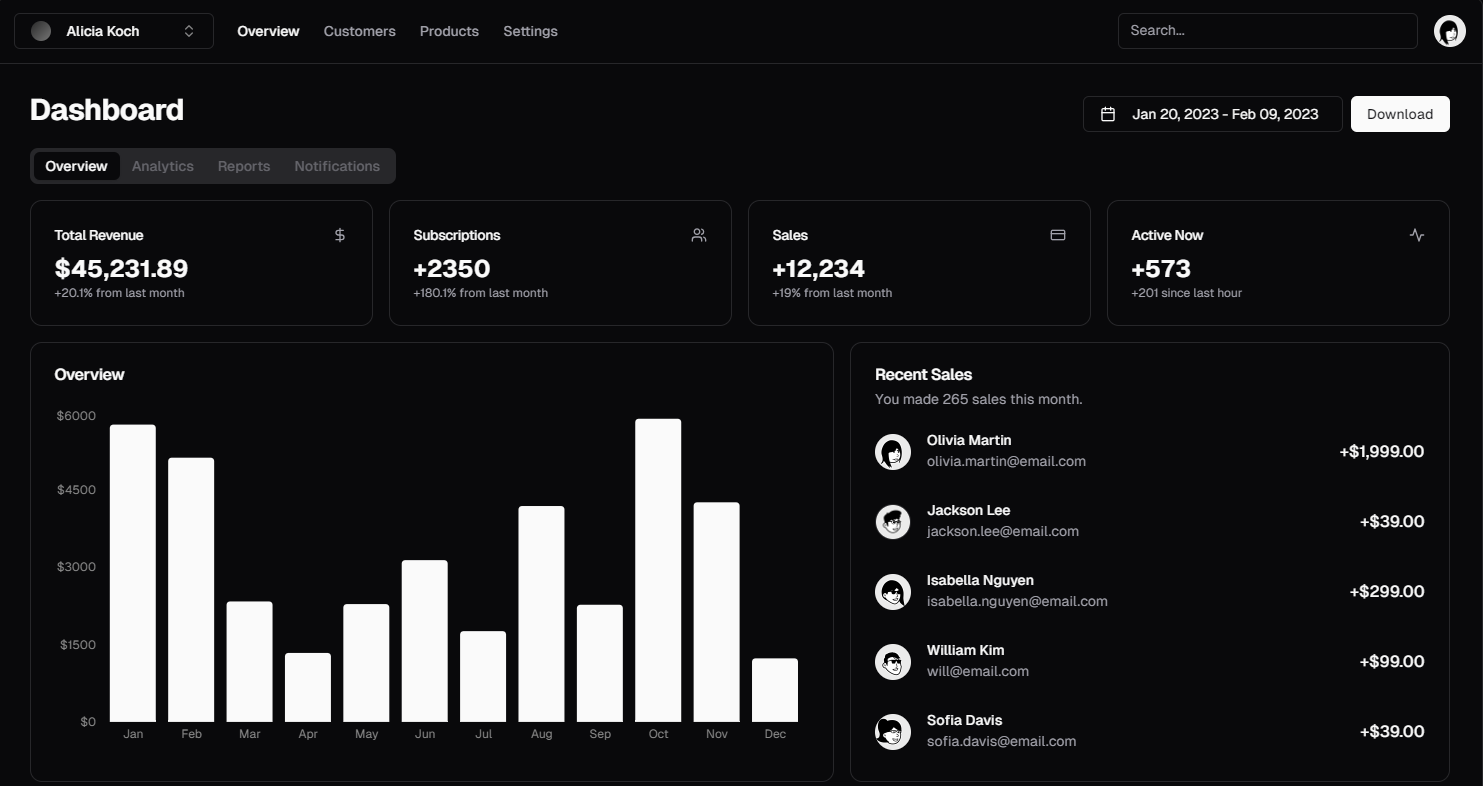 Alicia Koch
Overview Customers Products Settings
Search...
Dashboard
Jan 20, 2023 - Feb 09, 2023
Download
Overview Analytics Reports Notifications
Total Revenue
$45,231.89
+20.1% from last month
Subscriptions
+2350
+180.1% from last month
Sales
+12,234
+19% from last month
Active Now
+573
+201 since last hour
Overview
$6000
$4500
$3000
$1500
$0
Jan Feb Mar Apr May Jun Jul Aug Sep Oct Nov Dec
Recent Sales
You made 265 sales this month.
Olivia Martin
olivia.martin@email.com
+$1,999.00
Jackson Lee
jackson.lee@email.com
+$39.00
Isabella Nguyen
isabella.nguyen@email.com
+$299.00
William Kim
will@email.com
+$99.00
Sofia Davis
sofia.davis@email.com
+$39.00